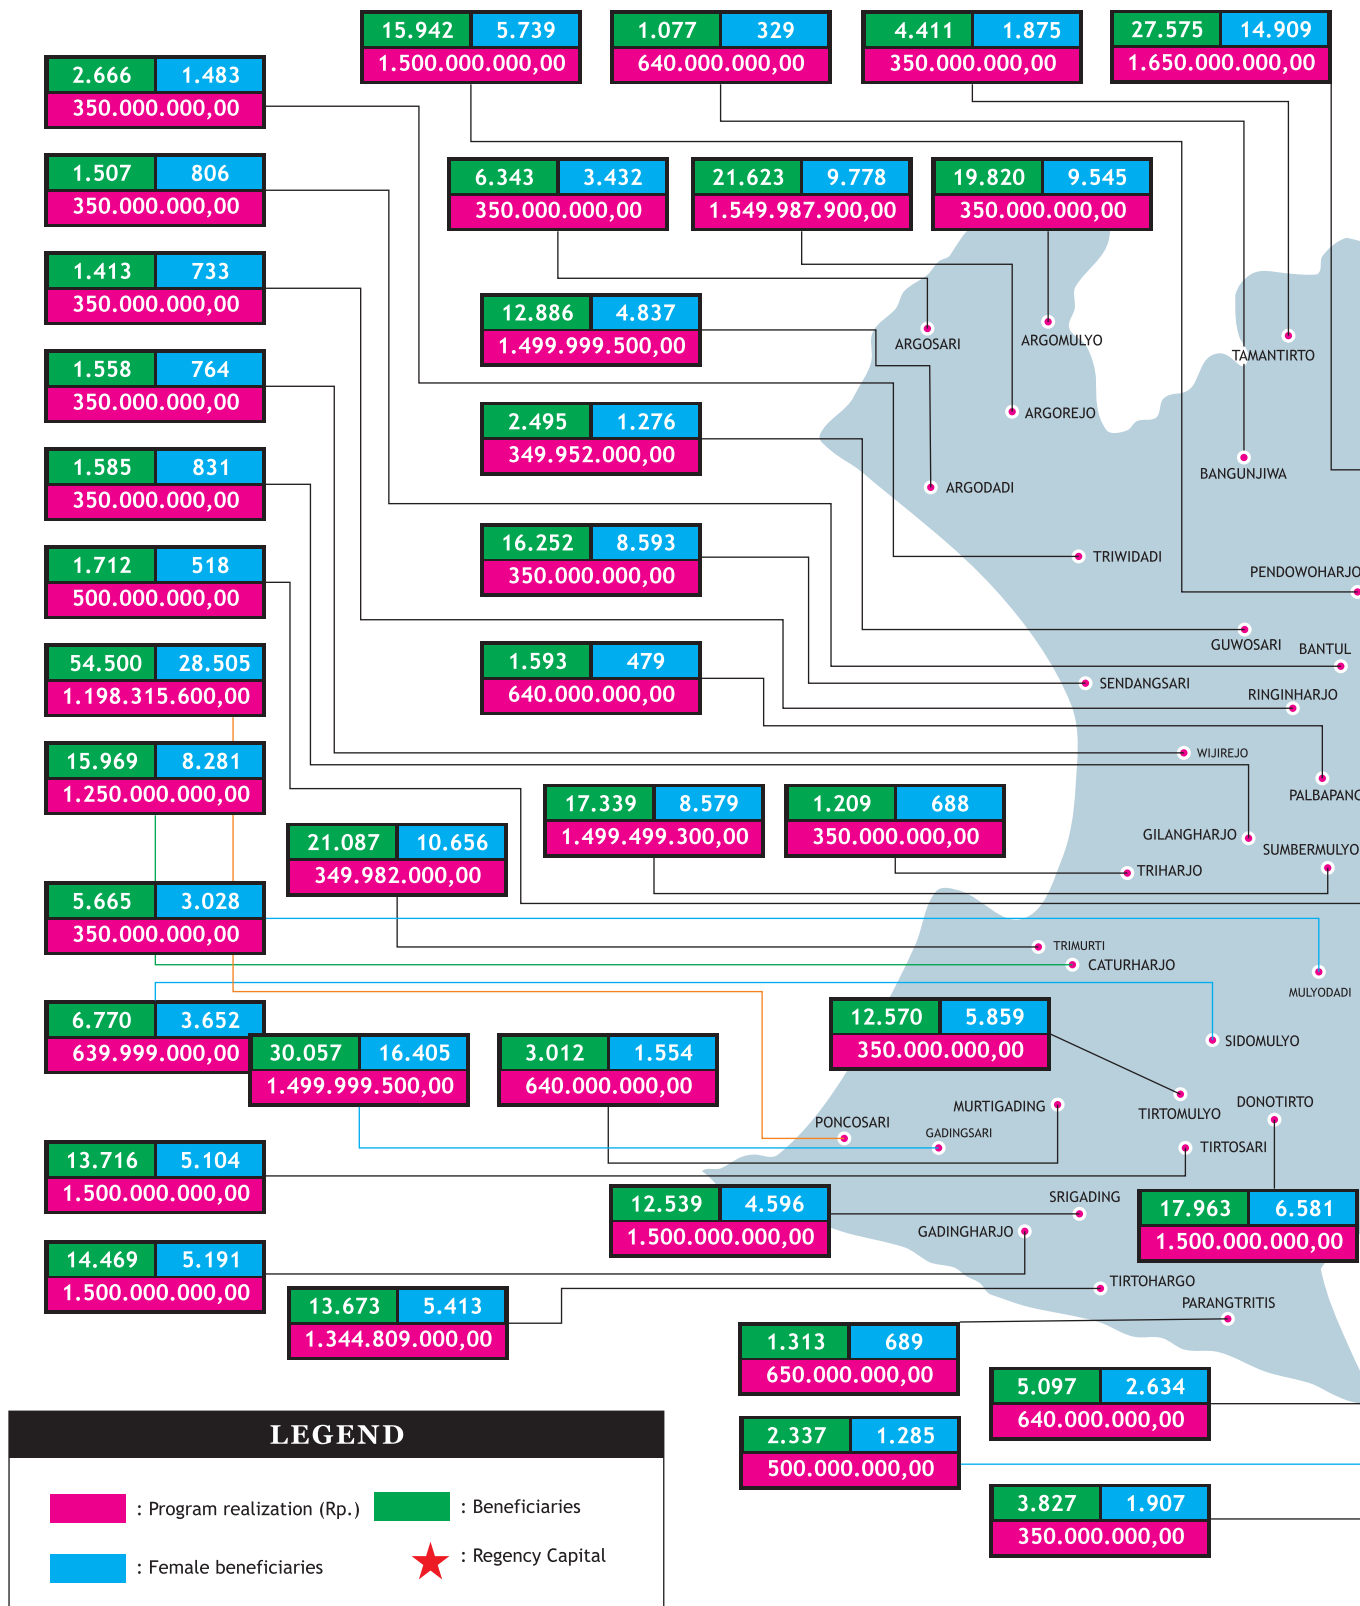 15.942 5.739
1.500.000.000,00
1.077 329
640.000.000,00
4.411 1.875
350.000.000,00
27.575 14.909
1.650.000.000,00
2.666 1.483
350.000.000,00
1.507 806
350.000.000,00
6.343 3.432
350.000.000,00
21.623 9.778
1.549.987.900,00
19.820 9.545
350.000.000,00
1.413 733
350.000.000,00
12.886 4.837
1.499.999.500,00
ARGOSARI
ARGOMULYO
TAMANTIRTO
1.558 764
350.000.000,00
2.495 1.276
349.952.000,00
ARGOREJO
BANGUNJIWA
ARGODADI
1.585 831
350.000.000,00
16.252 8.593
350.000.000,00
TRIWIDADI
PENDOWOHARJO
1.712 518
500.000.000,00
GUWOSARI
BANTUL
54.500 28.505
1.198.315.600,00
1.593 479
640.000.000,00
SENDANGSARI
RINGINHARJO
WIJIREJO
15.969 8.281
1.250.000.000,00
PALBAPANG
17.339 8.579
1.499.499.300,00
1.209 688
350.000.000,00
GILANGHARJO
SUMBERMULYO
21.087 10.656
349.982.000,00
TRIHARJO
5.665 3.028
350.000.000,00
TRIMURTI
CATURHARJO
MULYODADI
6.770 3.652
639.999.000,00
12.570 5.859
350.000.000,00
SIDOMULYO
30.057 16.405
1.499.999.500,00
3.012 1.554
640.000.000,00
MURTIGADING
TIRTOMULYO
DONOTIRTO
PONCOSARI
GADINGSARI
TIRTOSARI
13.716 5.104
1.500.000.000,00
12.539 4.596
1.500.000.000,00
SRIGADING
17.963 6.581
1.500.000.000,00
GADINGHARJO
14.469 5.191
1.500.000.000,00
TIRTOHARGO
13.673 5.413
1.344.809.000,00
PARANGTRITIS
1.313 689
650.000.000,00
5.097 2.634
640.000.000,00
2.337 1.285
500.000.000,00
3.827 1.907
350.000.000,00
LEGEND
: Program realization (Rp.)
: Beneficiaries
: Female beneficiaries
: Regency Capital